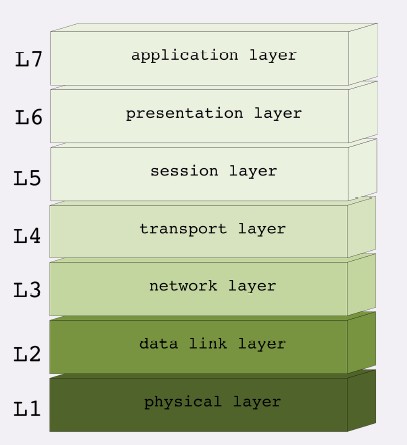 L7 application layer
L6 presentation layer
L5 session layer
L4 transport layer
L3 network layer
L2 data link layer
L1 physical layer